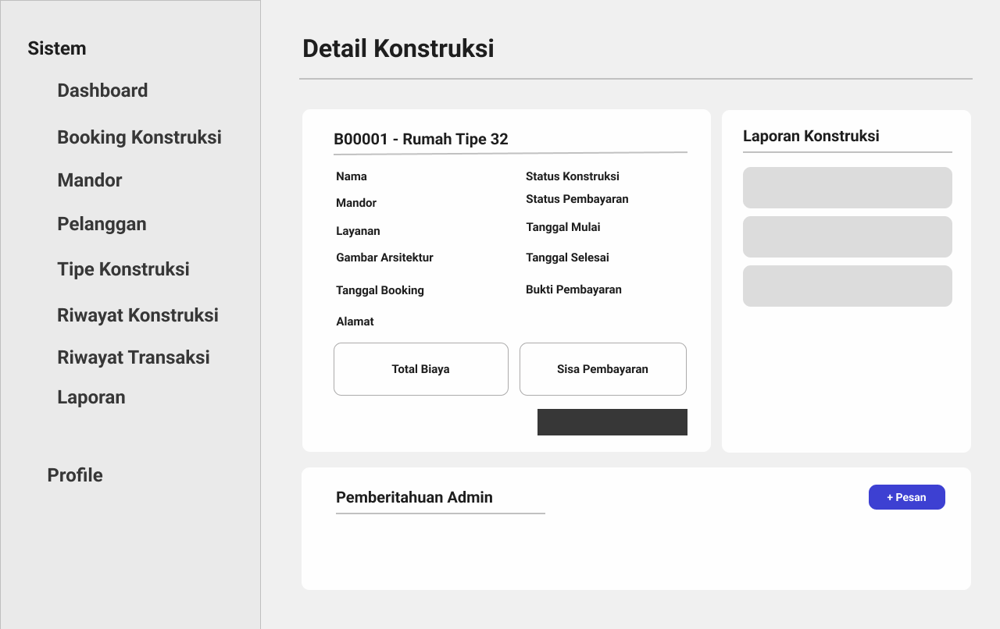 Sistem
Dashboard
Booking Konstruksi
Mandor
Pelanggan
Tipe Konstruksi
Riwayat Konstruksi
Riwayat Transaksi
Laporan
Profile
Detail Konstruksi
B00001 - Rumah Tipe 32
Nama
Mandor
Layanan
Gambar Arsitektur
Tanggal Booking
Alamat
Status Konstruksi
Status Pembayaran
Tanggal Mulai
Tanggal Selesai
Bukti Pembayaran
Total Biaya
Sisa Pembayaran
Laporan Konstruksi
Pemberitahuan Admin
+ Pesan